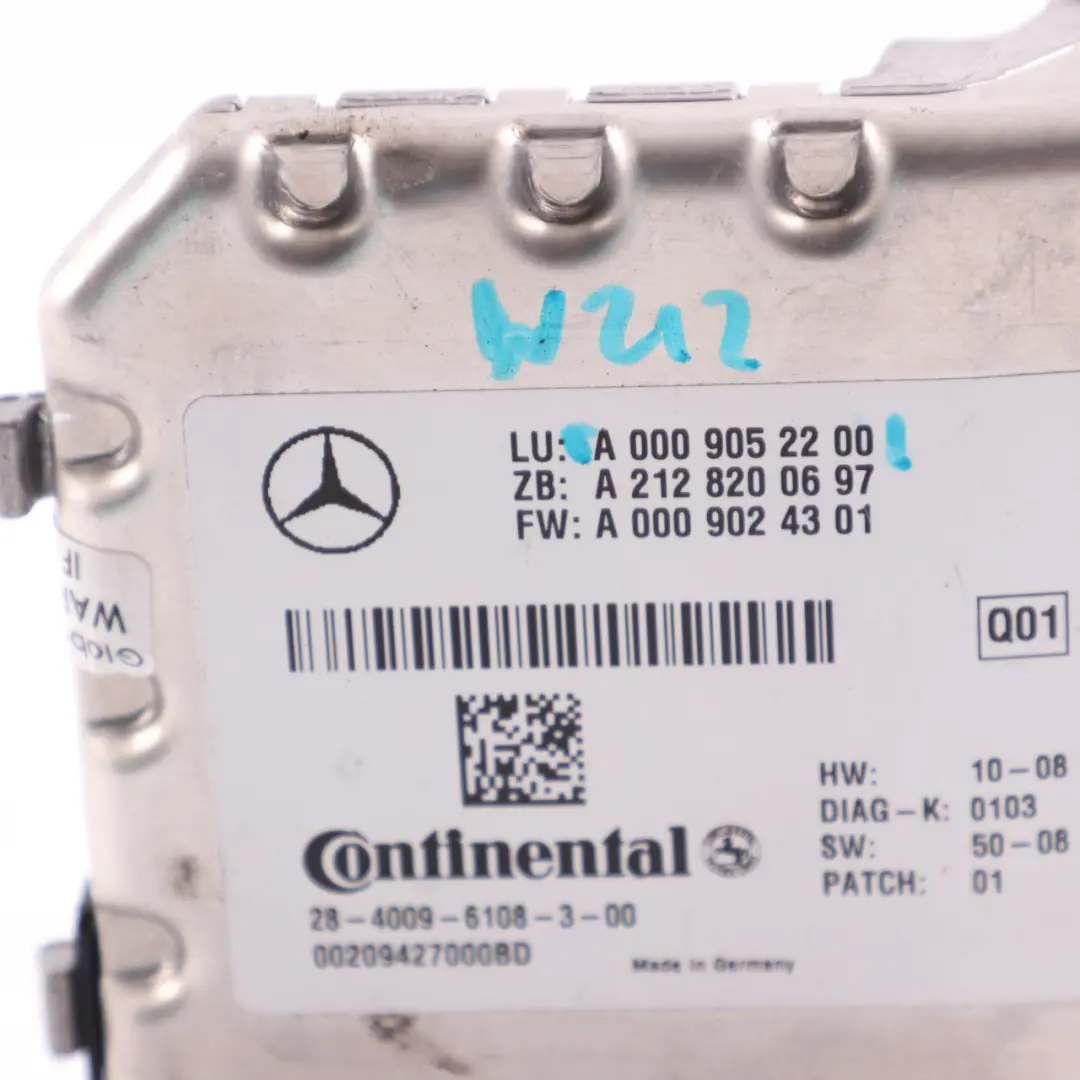 W212
LU: A 000 905 22 00
ZB: A 212 820 06 97
FW: A 000 902 43 01
Q01
HW: 10-08
DIAG-K: 0103
SW: 50-08
PATCH: 01
Continental
28-4009-6108-3-00
00209427000BD
Made in Germany